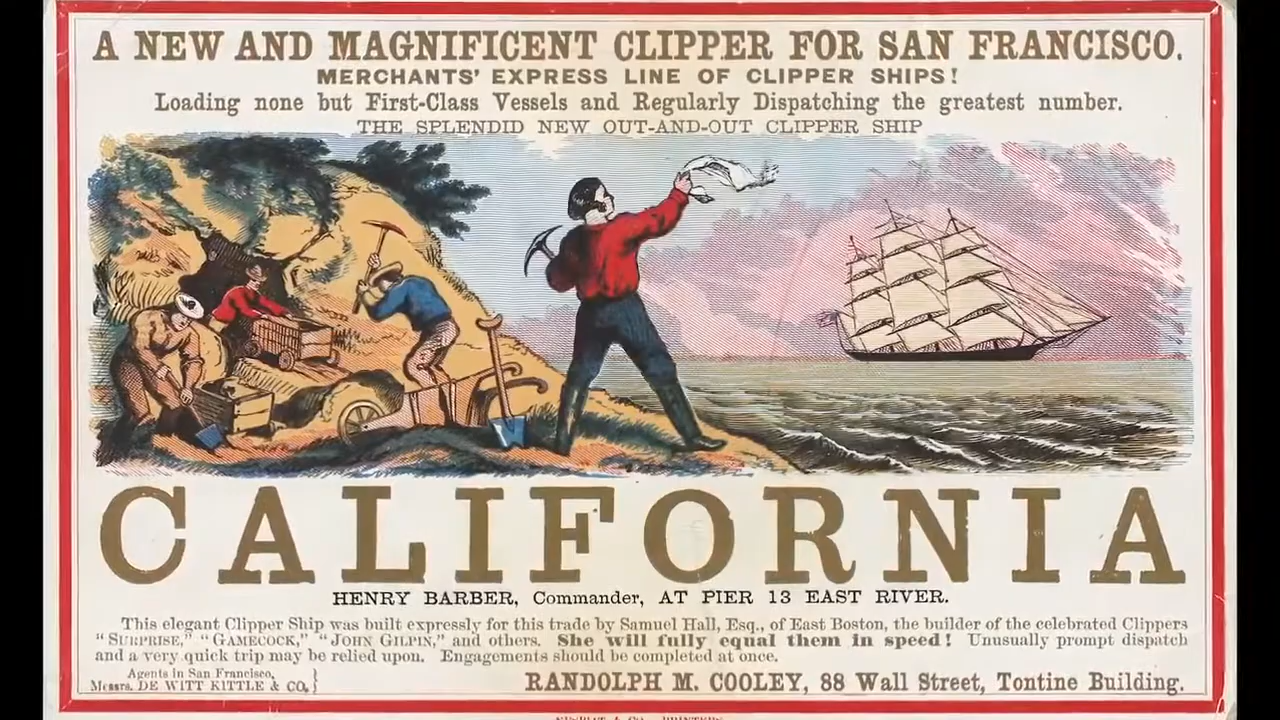 A NEW AND MAGNIFICENT CLIPPER FOR SAN FRANCISCO.
MERCHANTS' EXPRESS LINE OF CLIPPER SHIPS!
Loading none but First-Class Vessels and Regularly Dispatching the greatest number.
THE SPLENDID NEW OUT-AND-OUT CLIPPER SHIP
CALIFORNIA
HENRY BARBER, Commander, AT PIER 13 EAST RIVER.
This elegant Clipper Ship was built expressly for this trade by Samuel Hall, Esq., of East Boston, the builder of the celebrated Clippers
"SURPRISE," "GAMECOCK," "JOHN GILPIN," and others. She will fully equal them in speed! Unusually prompt dispatch
and a very quick trip may be relied upon. Engagements should be completed at once.
Agents in San Francisco,
Messrs. DE WITT KITTLE & CO.
RANDOLPH M. COOLEY, 88 Wall Street, Tontine Building.
NESBITT & CO., PRINTERS